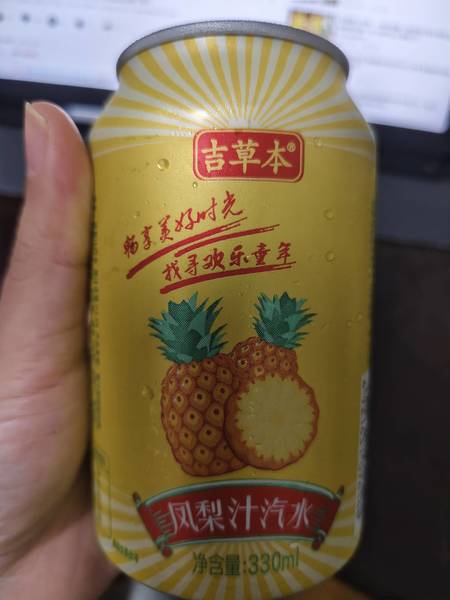 吉草本®
畅享美好时光
找寻欢乐童年
凤梨汁汽水
净含量:330ml